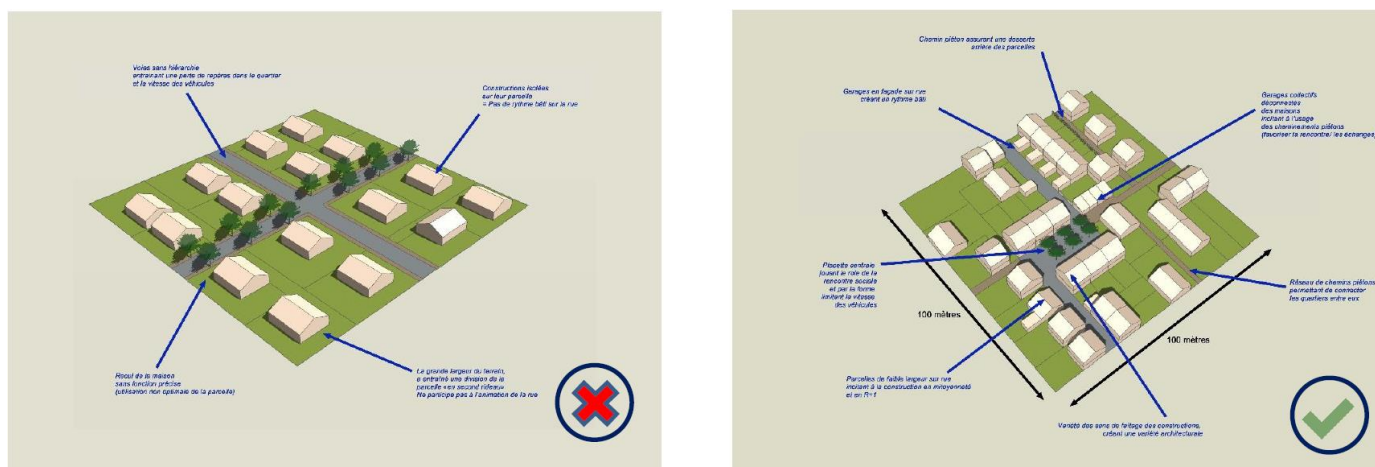 Voies sans hiérarchie
entraînant une perte de repères dans le quartier
et la vitesse des véhicules
Constructions isolées
sur leur parcelle
= Pas de rythme bâti sur la rue
Recul de la maison
sans fonction précise
(utilisation non optimale de la parcelle)
La grande largeur du terrain,
a entraîné une division de la
parcelle «en second rideau»
Ne participe pas à l'animation de la rue
Chemin piéton assurant une desserte
arrière des parcelles
Garages en façade sur rue
créant un rythme bâti
Garages collectifs
déconnectés
des maisons
incitant à l'usage
des cheminements piétons
(favoriser la rencontre/ les échanges)
Placette centrale
jouant le rôle de la
rencontre sociale
et par la forme
limitant la vitesse
des véhicules
100 mètres
100 mètres
Réseau de chemins piétons
permettant de connecter
les quartiers entre eux
Parcelles de faible largeur sur rue
incitant à la construction en mitoyenneté
et en R+1
Variété des sens de faîtage des constructions,
créant une variété architecturale